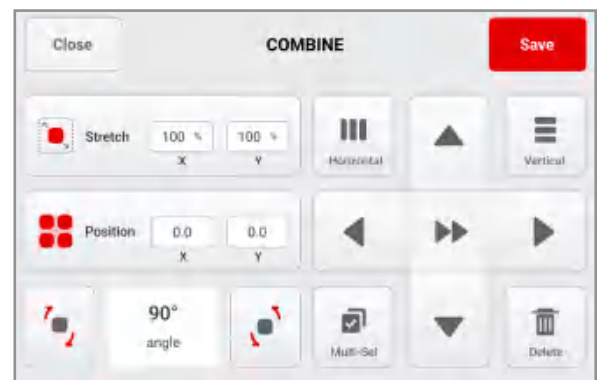 Close
COMBINE
Save
Stretch
100 %
100 %
X
Y
Horizontal
Vertical
Position
0.0
0.0
X
Y
90°
angle
Multi-Sel
Delete